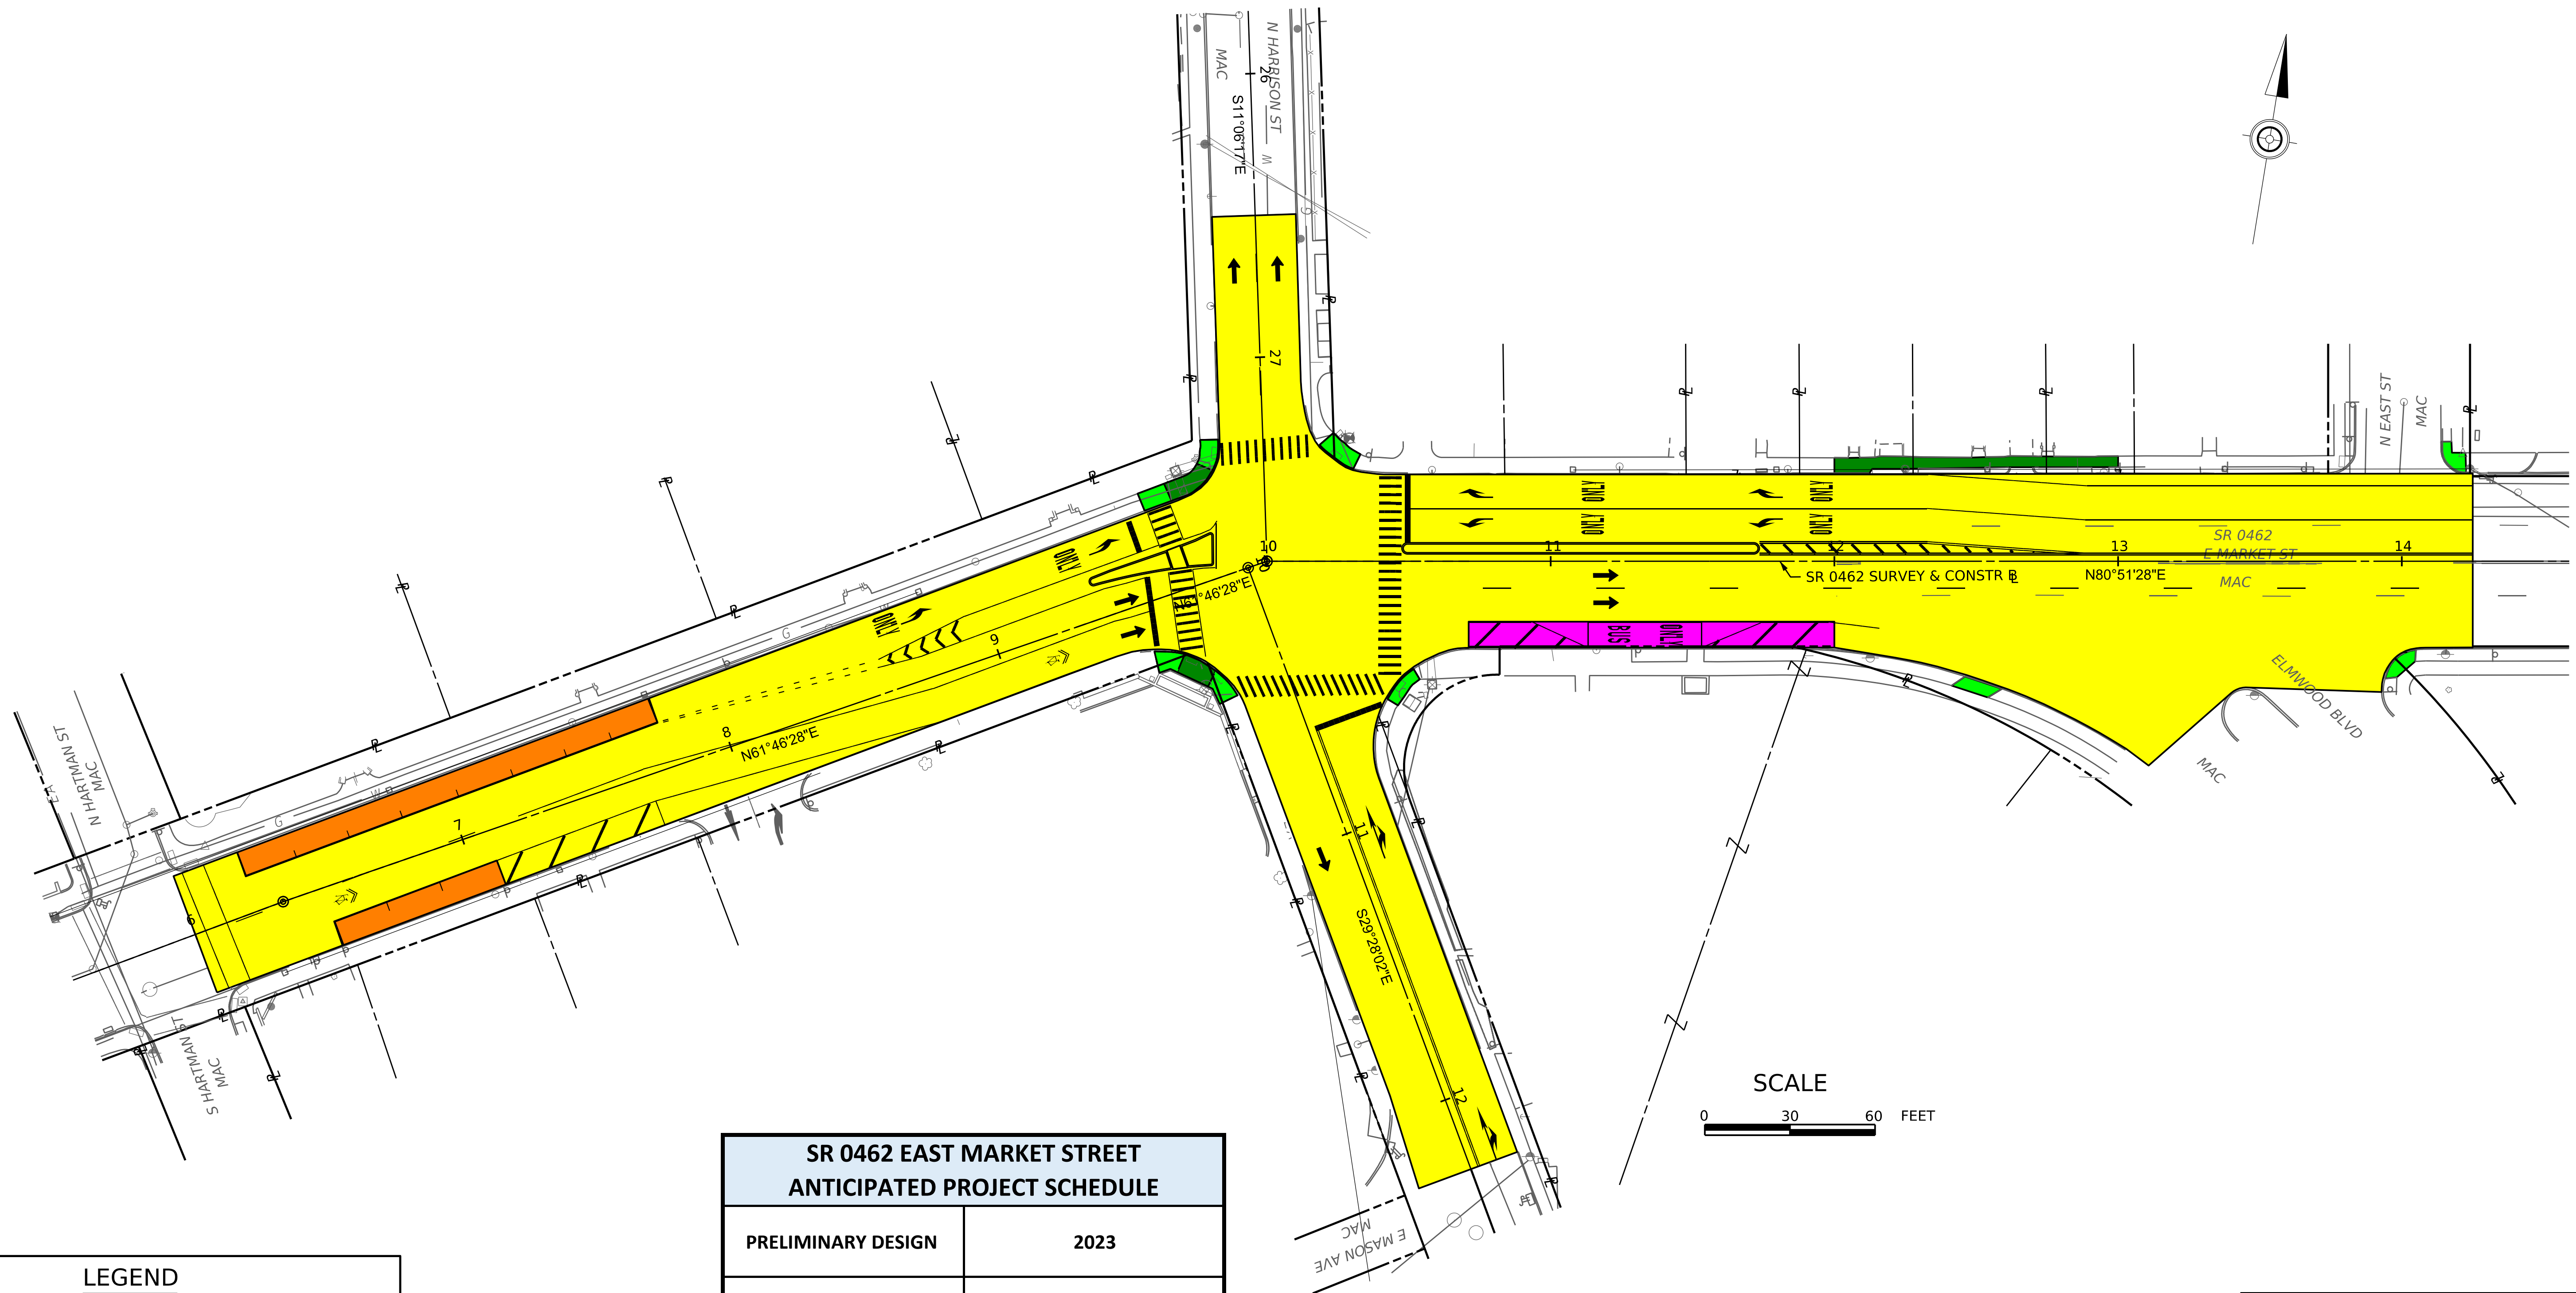 MAC
N HARRISON ST
26
S11°06'17"E
W
G
27
N EAST ST
MAC
ONLY
ONLY
ONLY
ONLY
SR 0462
E MARKET ST
MAC
10
11
12
13
14
SR 0462 SURVEY & CONSTR B
N80°51'28"E
10
N61°46'28"E
ONLY
ONLY
9
8
N61°46'28"E
7
6
G
W
G
BUS
ONLY
ELMWOOD BLVD
MAC
N HARTMAN ST
MAC
S HARTMAN ST
MAC
11
S29°28'02"E
12
E MASON AVE
MAC
SCALE
0 30 60 FEET
SR 0462 EAST MARKET STREET
ANTICIPATED PROJECT SCHEDULE
PRELIMINARY DESIGN 2023
LEGEND